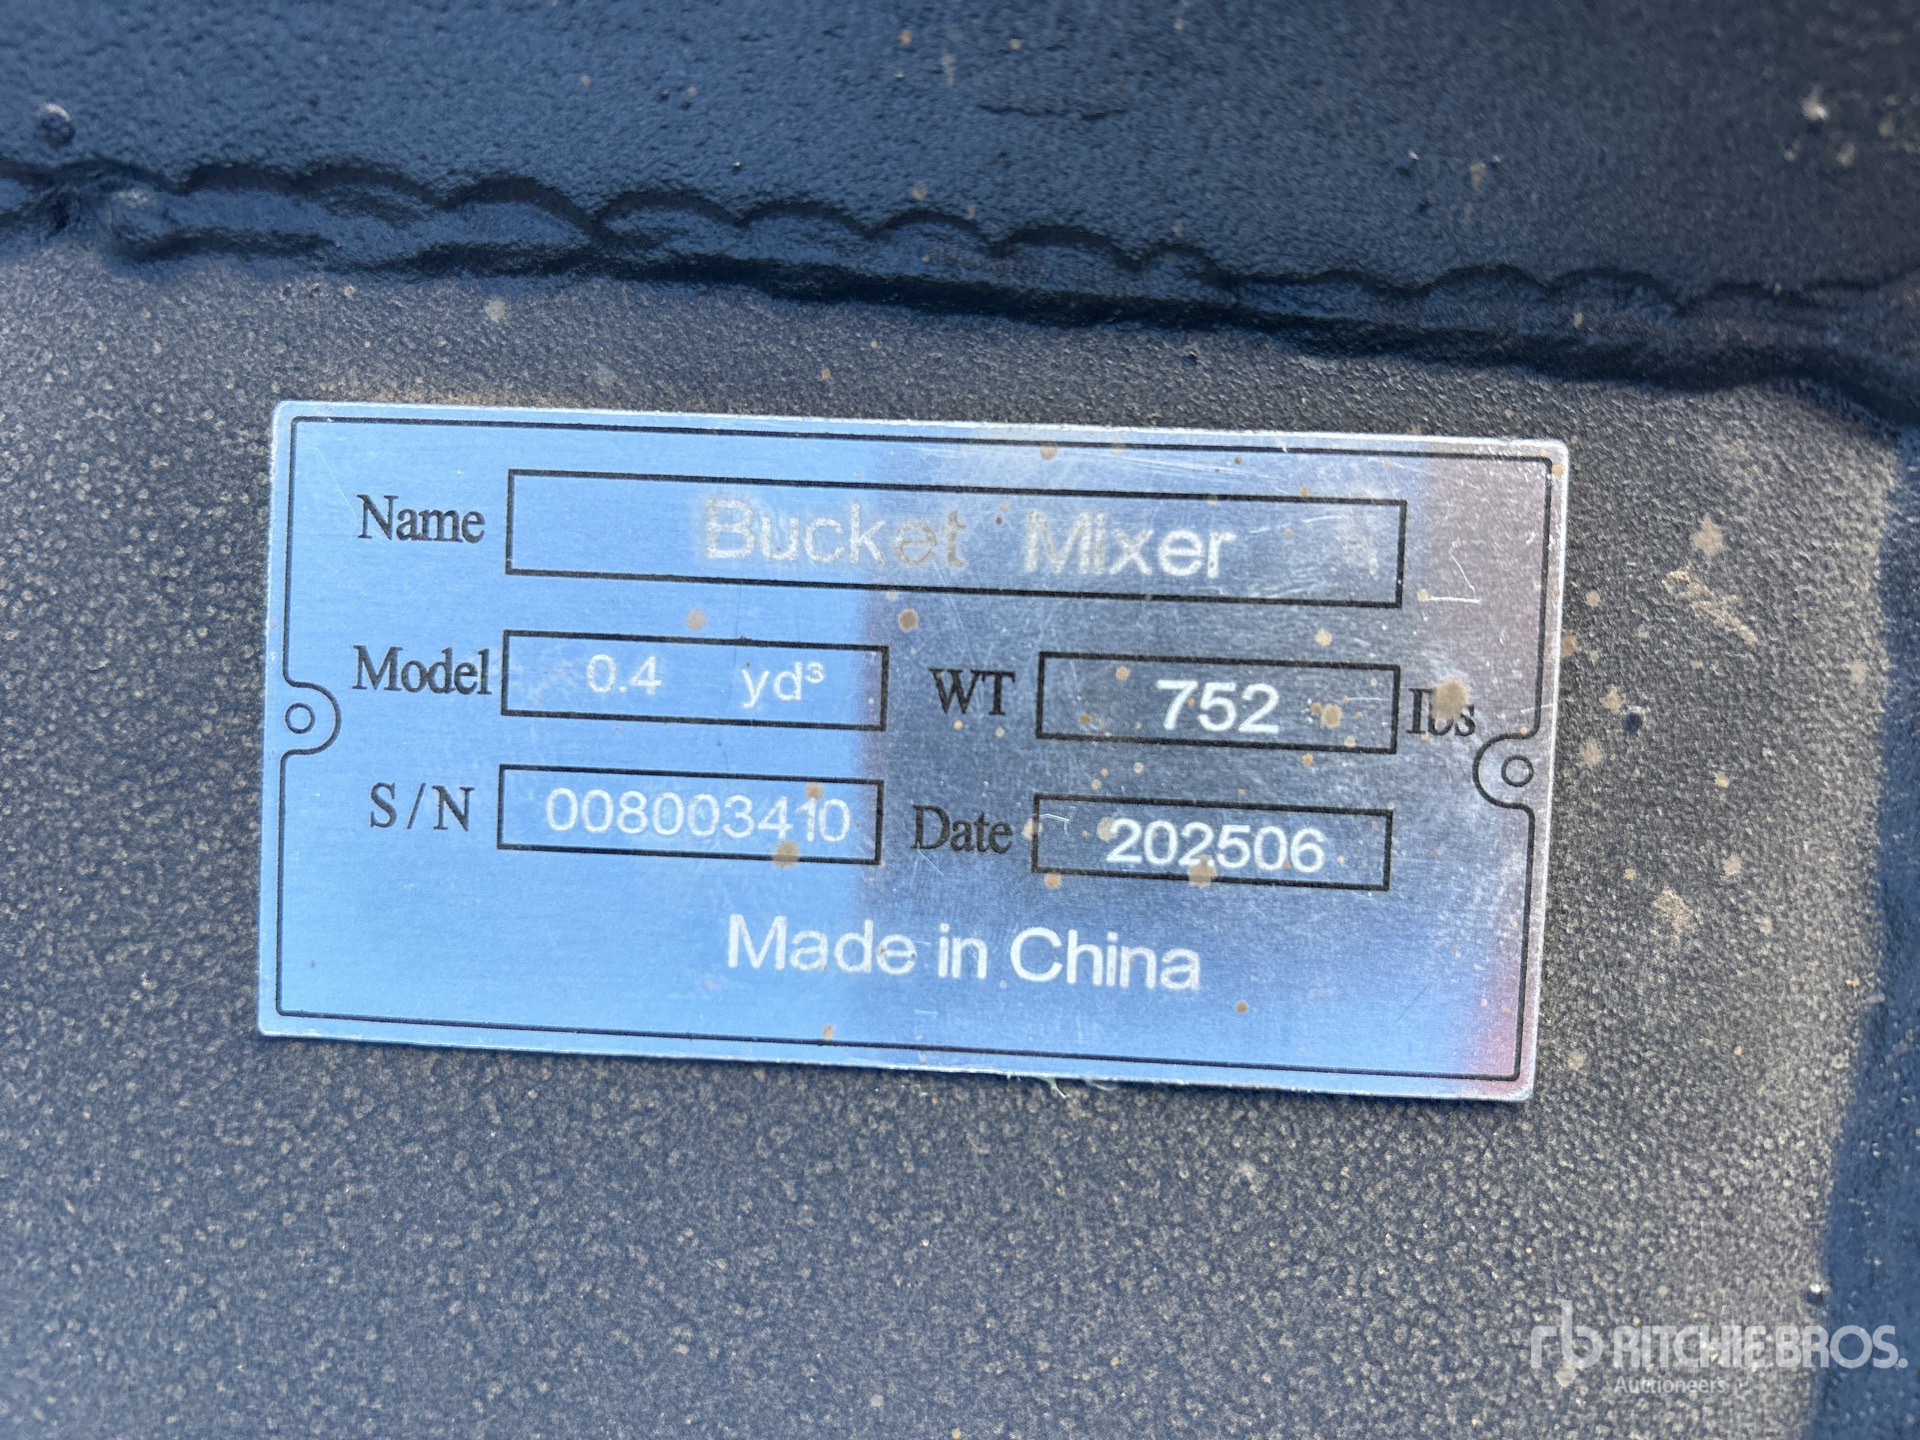 Name Bucket Mixer
Model 0.4 yd³ WT 752 lbs
S/N 008003410 Date 202506
Made in China
rb RITCHIE BROS.
Auctioneers